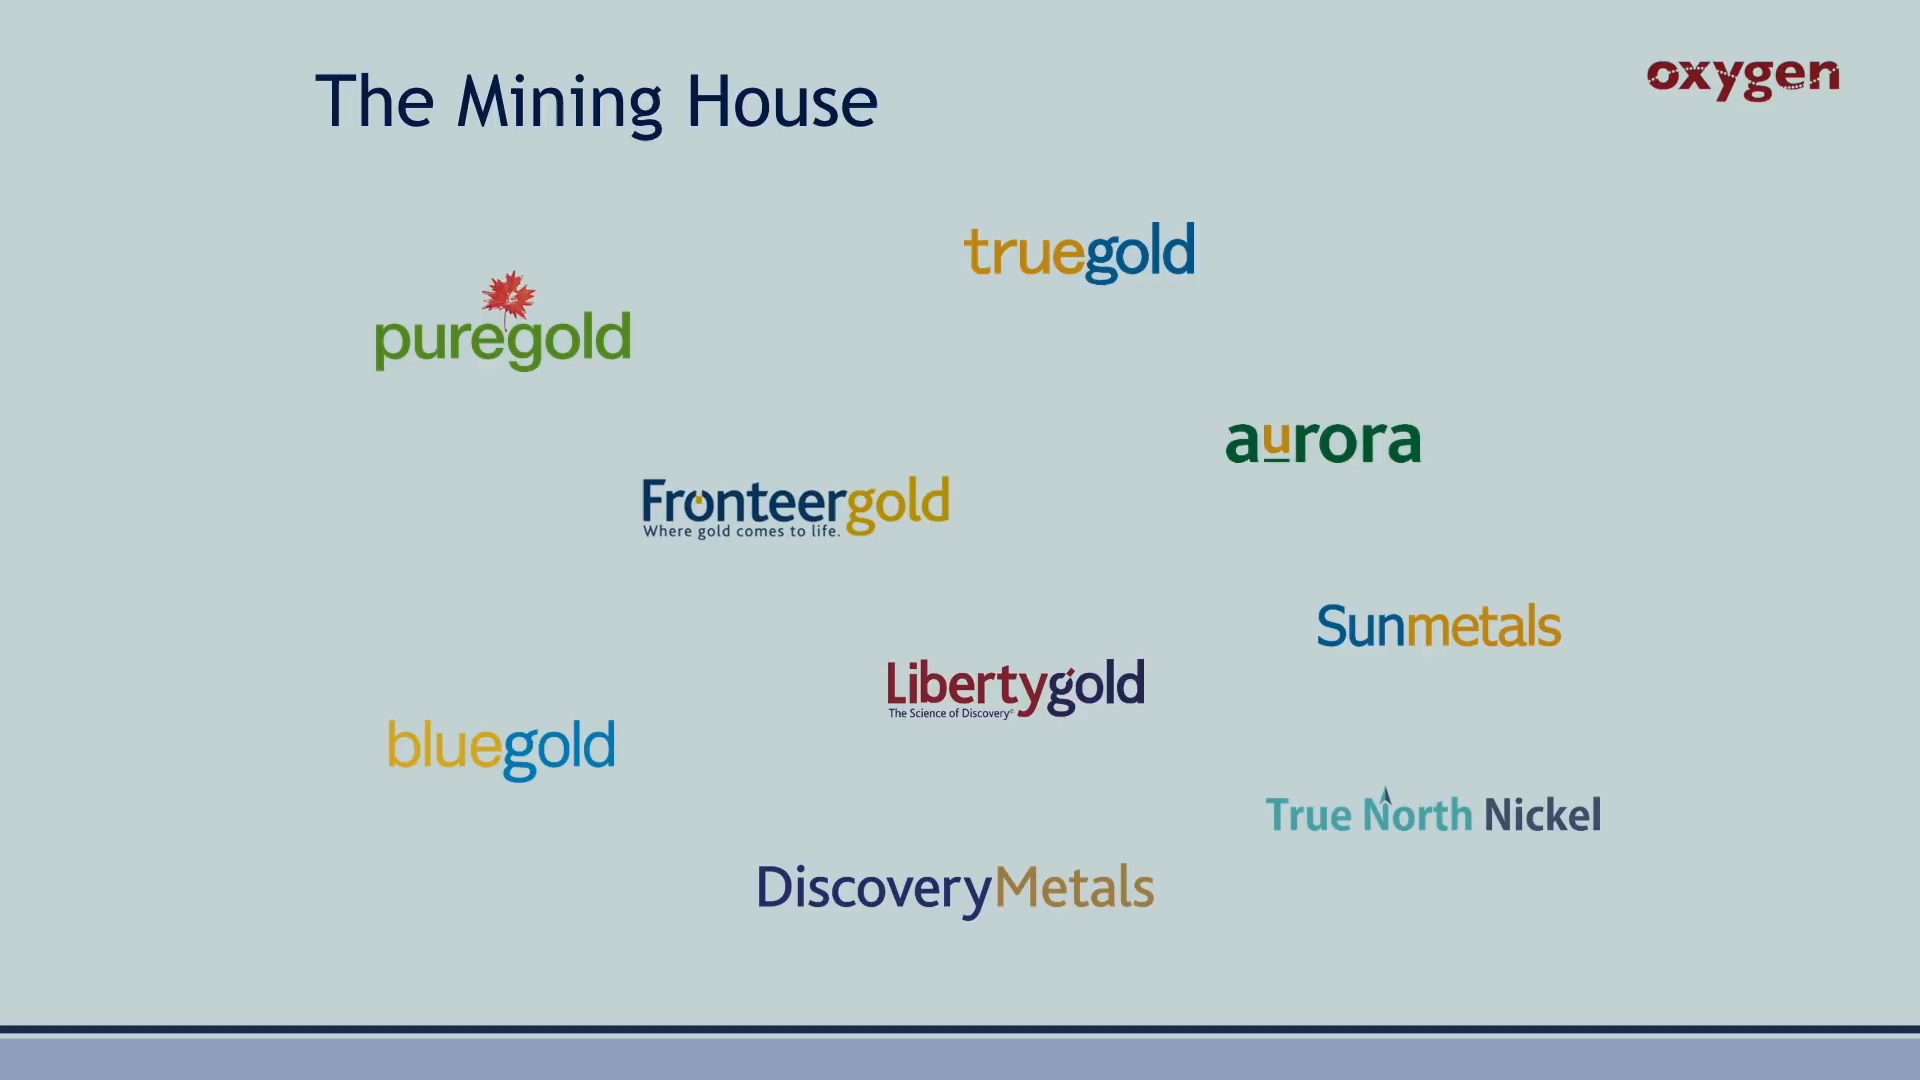 The Mining House
oxygen
truegold
puregold
aurora
Fronteergold
Where gold comes to life.
Sunmetals
Libertygold
The Science of Discovery®
bluegold
True North Nickel
DiscoveryMetals